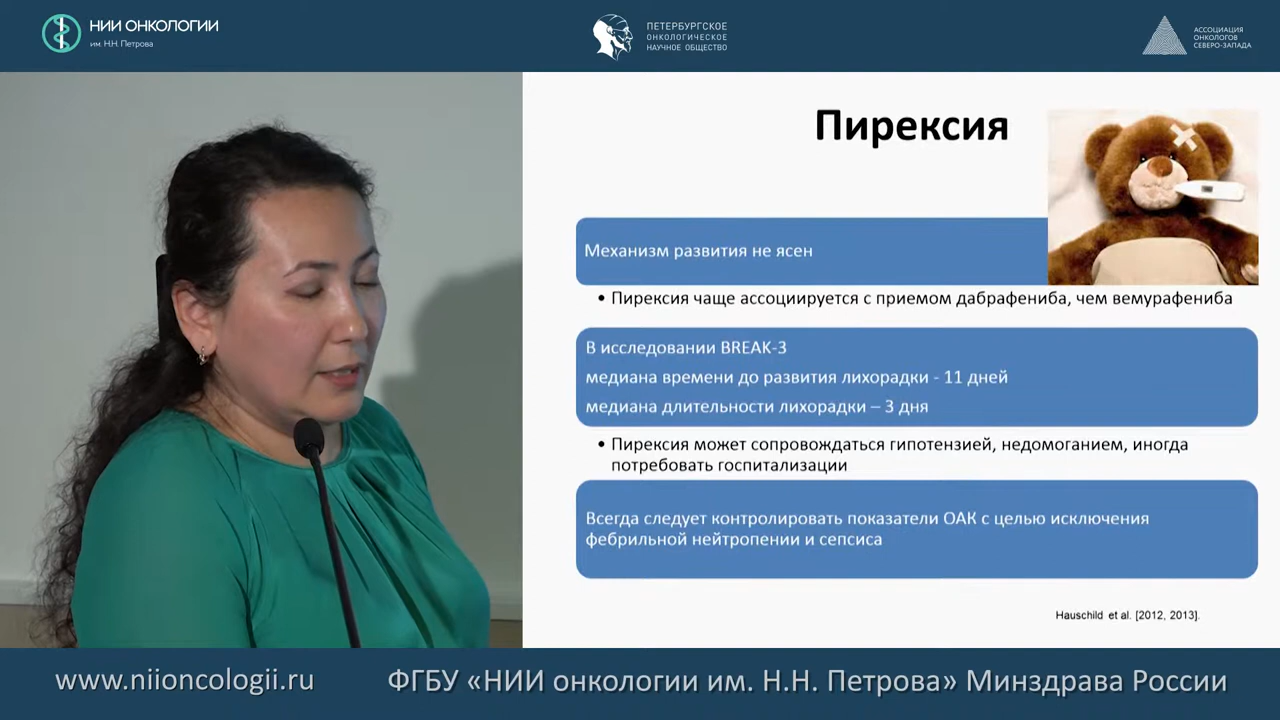 НИИ ОНКОЛОГИИ
им. Н.Н. Петрова
ПЕТЕРБУРГСКОЕ
ОНКОЛОГИЧЕСКОЕ
НАУЧНОЕ ОБЩЕСТВО
АССОЦИАЦИЯ
ОНКОЛОГОВ
СЕВЕРО-ЗАПАДА
Пирексия
Механизм развития не ясен
• Пирексия чаще ассоциируется с приемом дабрафениба, чем вемурафениба
В исследовании BREAK-3
медиана времени до развития лихорадки - 11 дней
медиана длительности лихорадки – 3 дня
• Пирексия может сопровождаться гипотензией, недомоганием, иногда
потребовать госпитализации
Всегда следует контролировать показатели ОАК с целью исключения
фебрильной нейтропении и сепсиса
Hauschild et al. [2012, 2013].
www.niioncologii.ru
ФГБУ «НИИ онкологии им. Н.Н. Петрова» Минздрава России